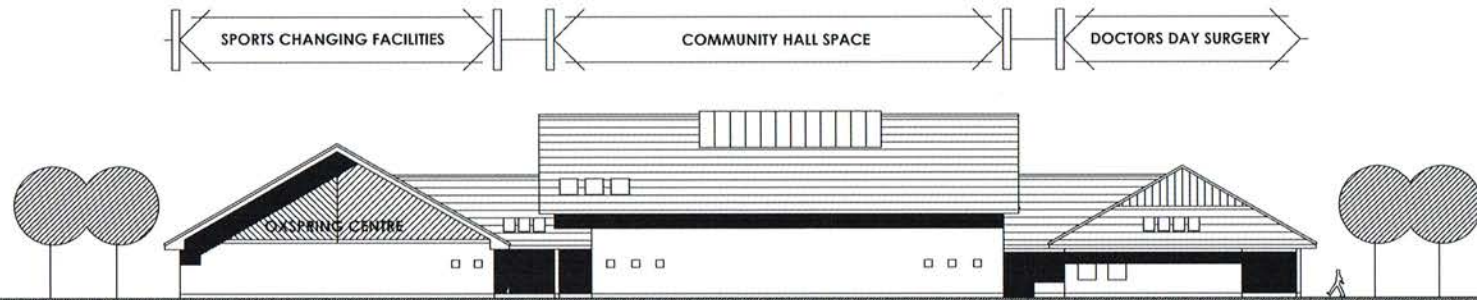 SPORTS CHANGING FACILITIES
COMMUNITY HALL SPACE
DOCTORS DAY SURGERY
OXSPRING CENTRE